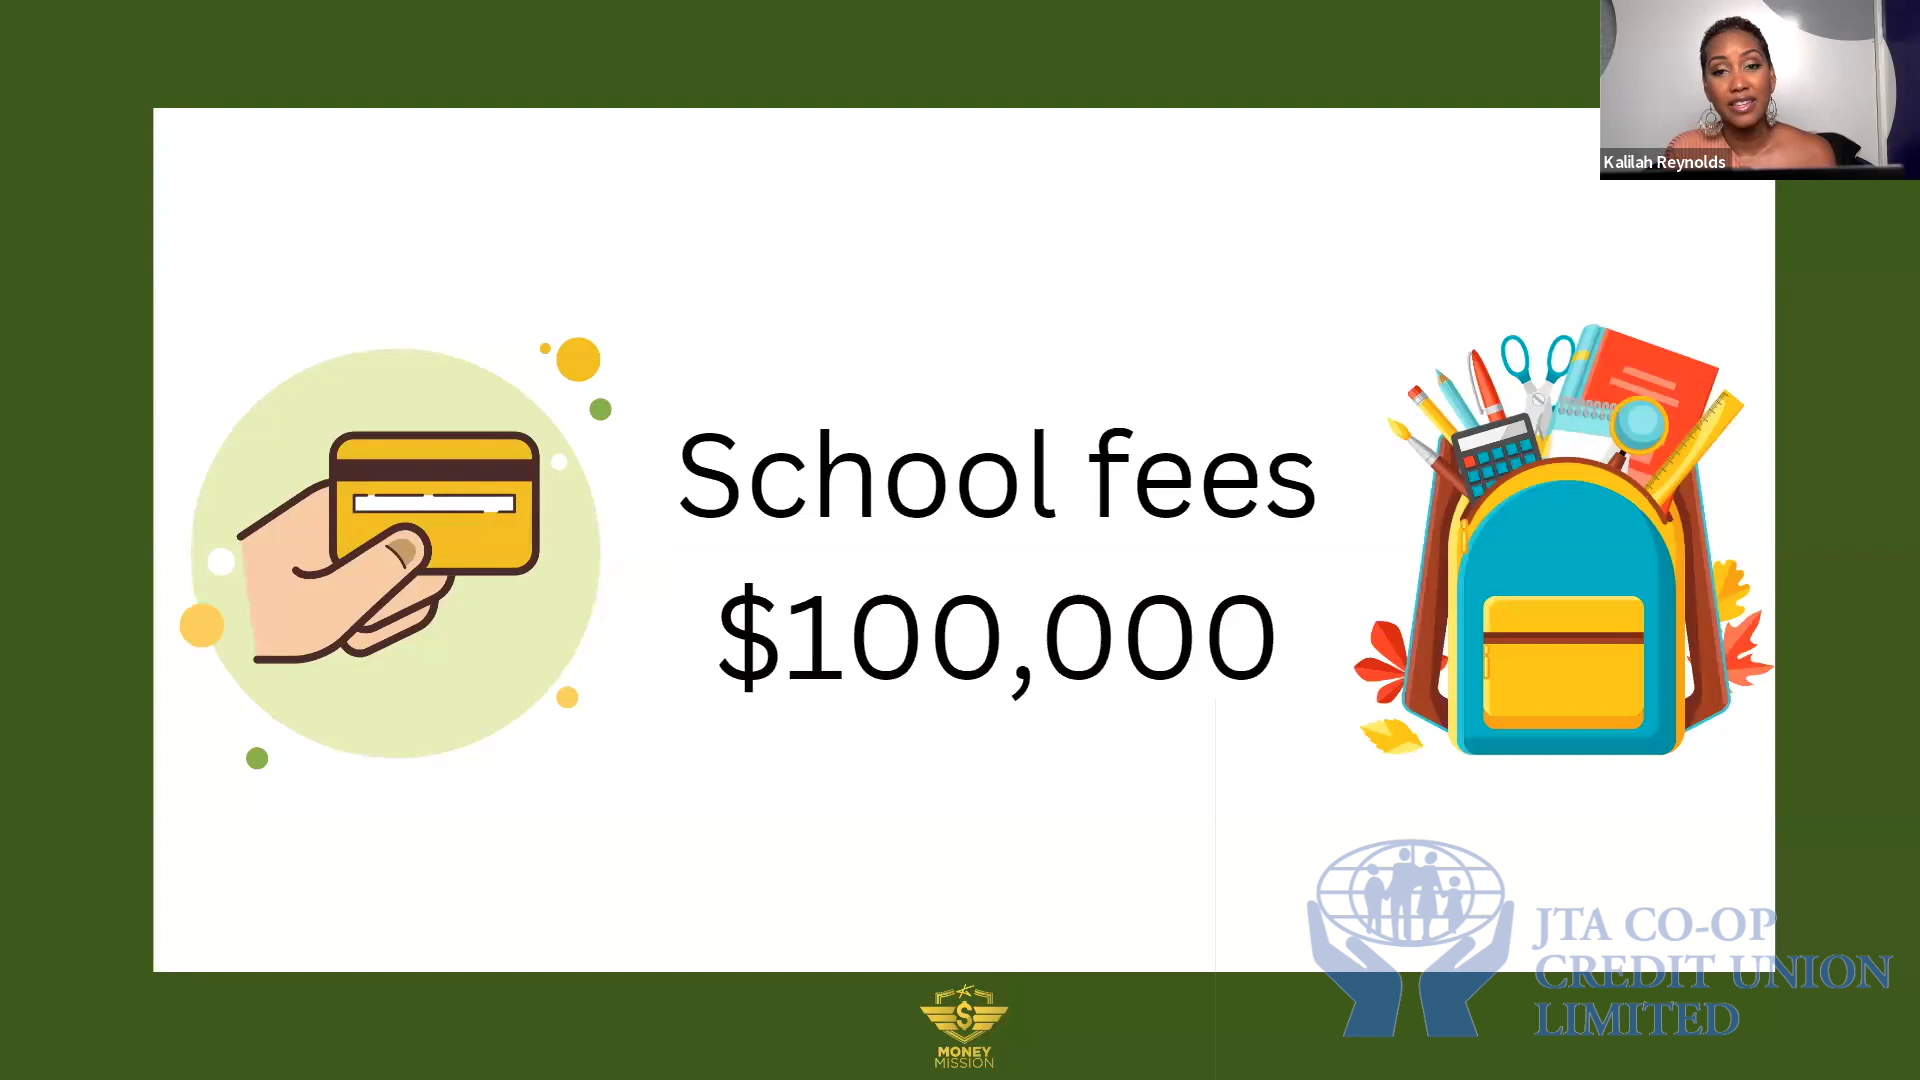 Kalilah Reynolds
School fees
$100,000
JTA CO-OP
CREDIT UNION
LIMITED
$
MONEY
MISSION